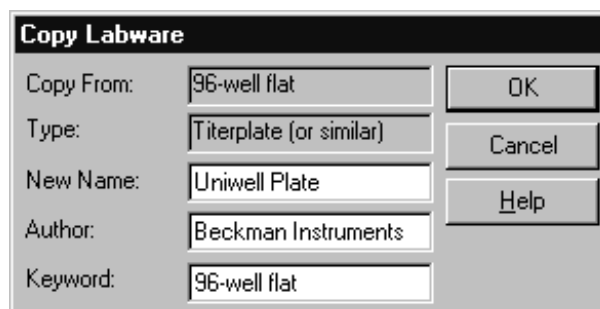 Copy Labware
Copy From: 96-well flat OK
Type: Titerplate (or similar) Cancel
New Name: Uniwell Plate Help
Author: Beckman Instruments
Keyword: 96-well flat